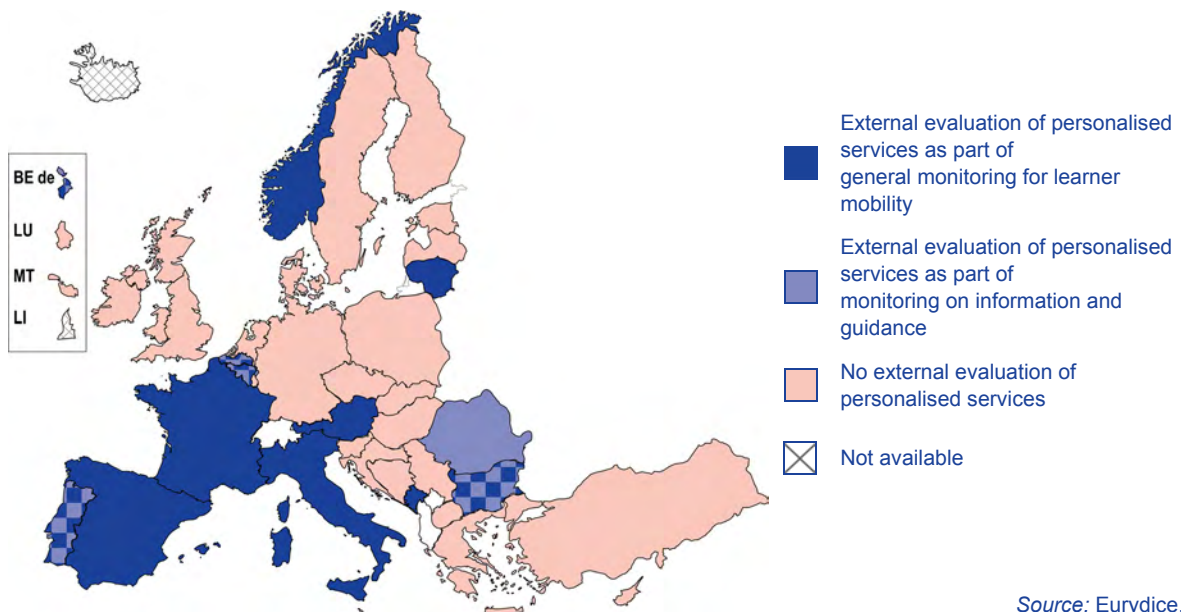 BE de
LU
MT
LI
External evaluation of personalised
services as part of
general monitoring for learner
mobility
External evaluation of personalised
services as part of
monitoring on information and
guidance
No external evaluation of
personalised services
Not available
Source: Eurydice.